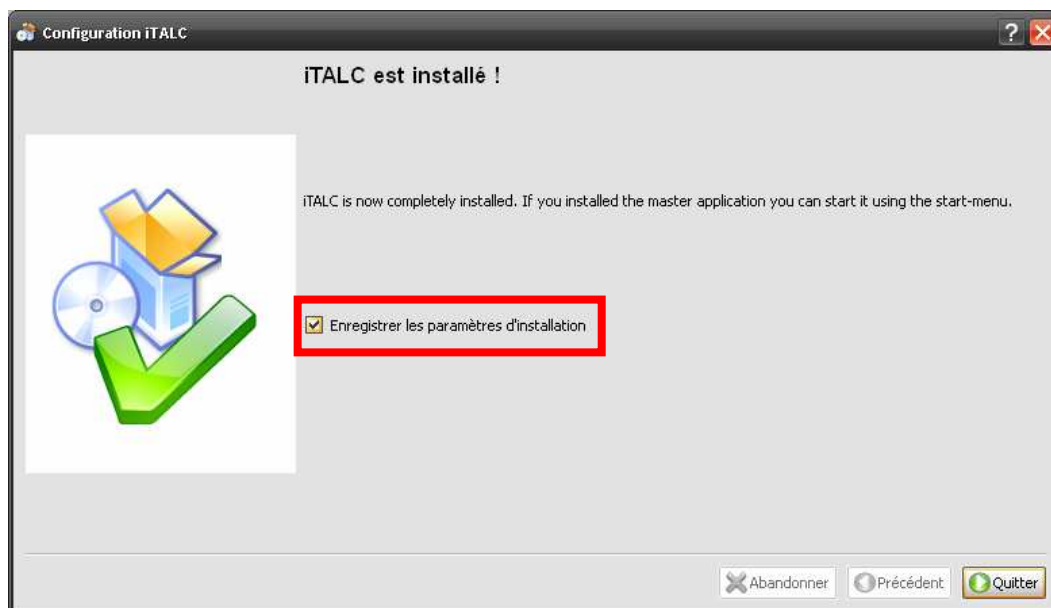 Configuration iTALC
iTALC est installé !
iTALC is now completely installed. If you installed the master application you can start it using the start-menu.
Enregistrer les paramètres d'installation
Abandonner
Précédent
Quitter